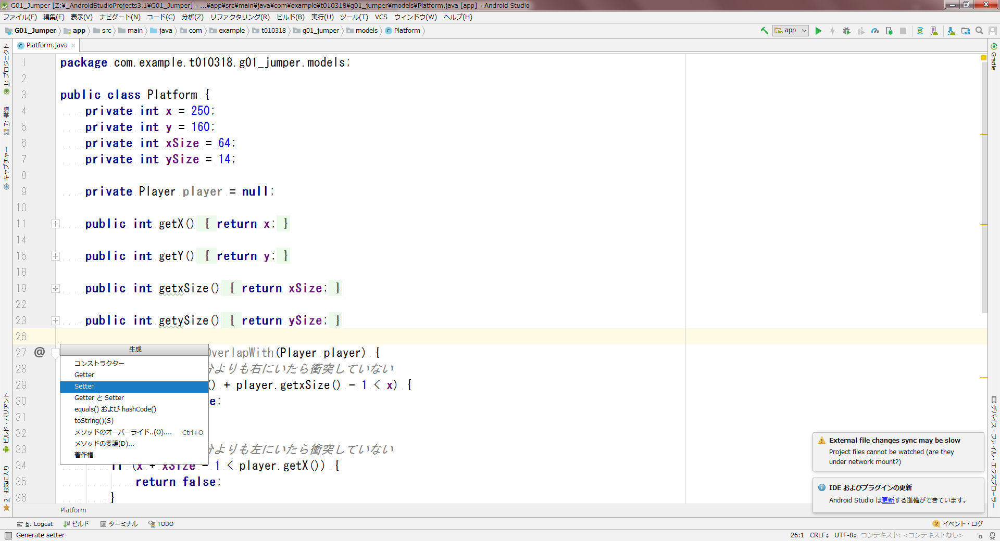 G01_Jumper [Z:¥_AndroidStudioProjects3.1¥G01_Jumper] - ...¥app¥src¥main¥java¥com¥example¥t010318¥g01_jumper¥models¥Platform.java [app] - Android Studio
ファイル(F) 編集(E) 表示(V) ナビゲート(N) コード(C) 分析(Z) リファクタリング(R) ビルド(B) 実行(U) ツール(T) VCS ウィンドウ(W) ヘルプ(H)
G01_Jumper app src main java com example t010318 g01_jumper models Platform app
Platform.java
1: プロジェクト
Z: 構造
キャプチャー
ビルド・バリアント
2: お気に入り
Gradle
デバイス・ファイル・エクスプローラー
1 package com.example.t010318.g01_jumper.models;
2
3 public class Platform {
4 private int x = 250;
5 private int y = 160;
6 private int xSize = 64;
7 private int ySize = 14;
8
9 private Player player = null;
10
11 public int getX() { return x; }
14
15 public int getY() { return y; }
18
19 public int getxSize() { return xSize; }
22
23 public int getySize() { return ySize; }
26
27 @ OverlapWith(Player player) {
28 分よりも右にいたら衝突していない
29 () + player.getxSize() - 1 < x) {
30 e;
31
32
33 分よりも左にいたら衝突していない
34 if (x + xSize - 1 < player.getX()) {
35 return false;
36 }
生成
コンストラクター
Getter
Setter
Getter と Setter
equals() および hashCode()
toString()(S)
メソッドのオーバーライド..(O).... Ctrl+O
メソッドの委譲(D)...
著作権
External file changes sync may be slow
Project files cannot be watched (are they
under network mount?)
IDE およびプラグインの更新
Android Studio は更新する準備ができています。
Platform
6: Logcat ビルド ターミナル TODO 2 イベント・ログ
Generate setter 26:1 CRLF UTF-8 コンテキスト: <コンテキストなし>